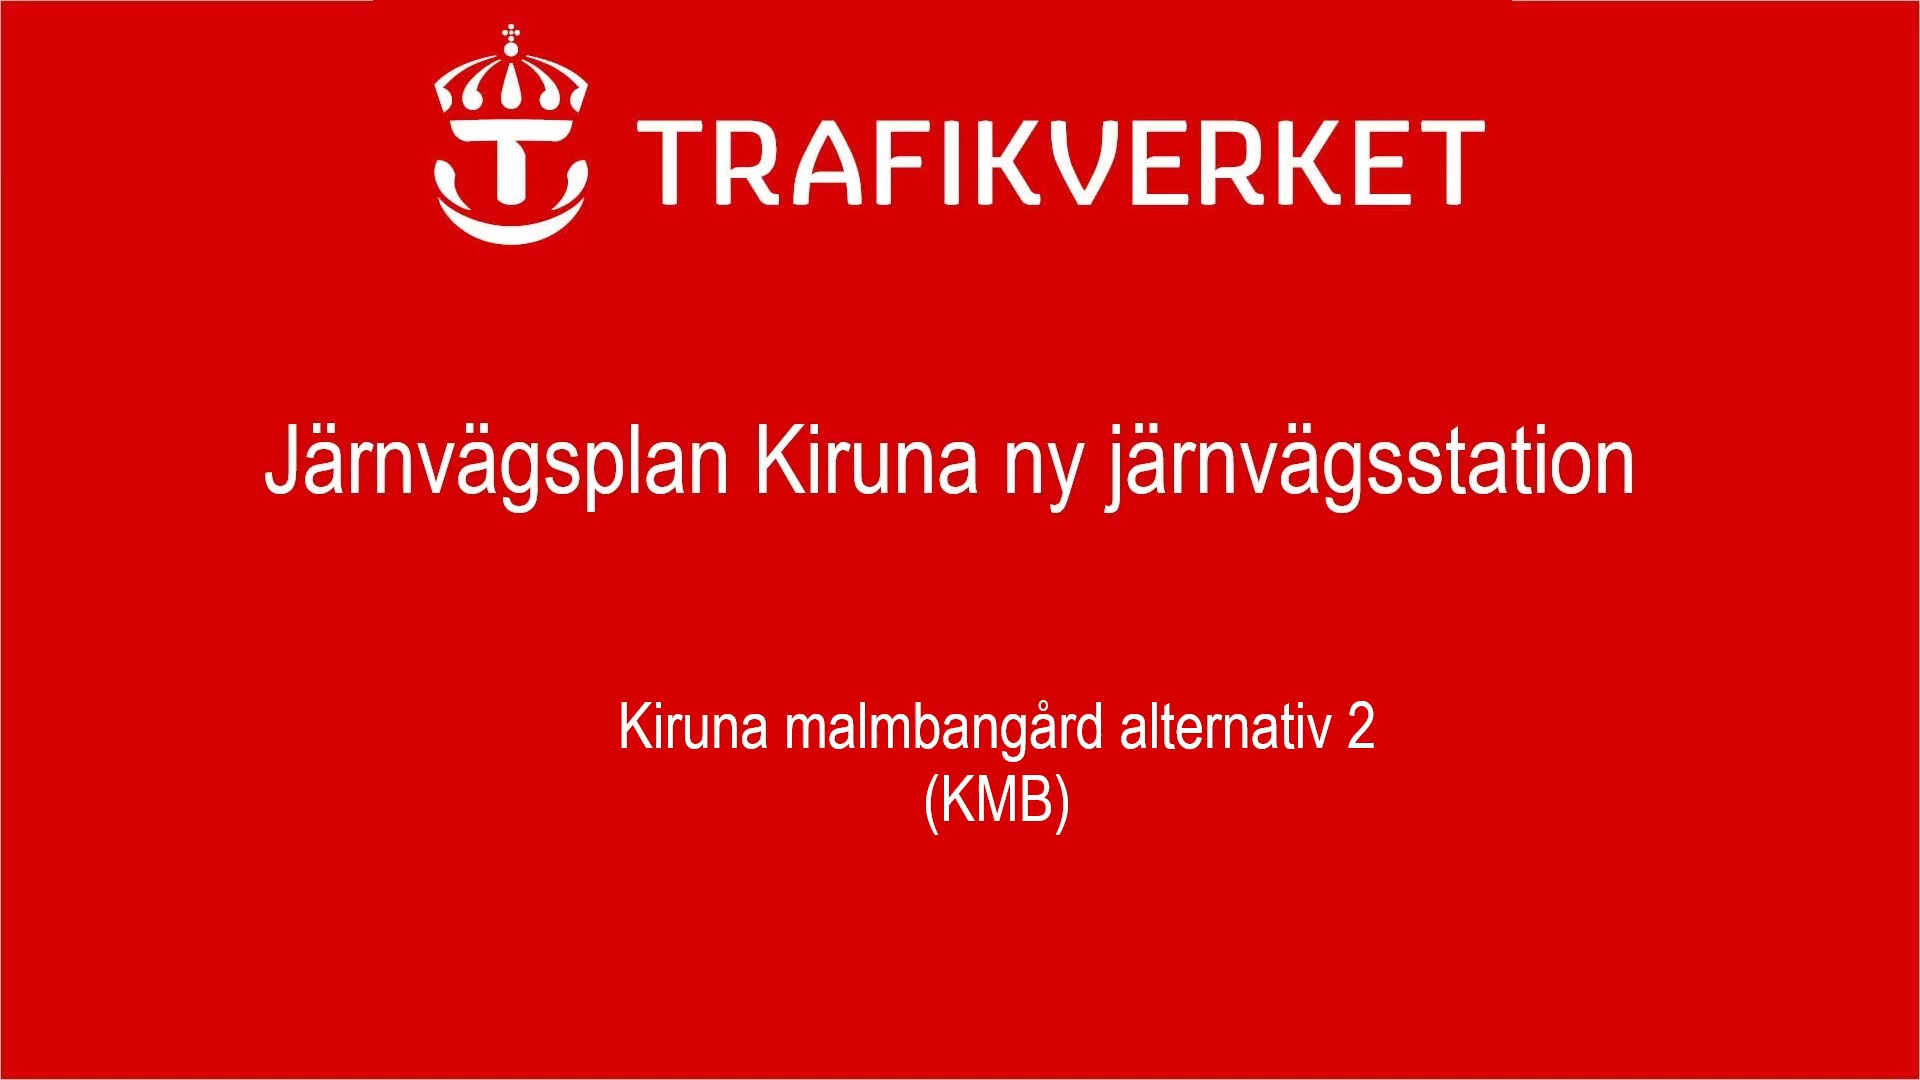 TRAFIKVERKET
Järnvägsplan Kiruna ny järnvägsstation
Kiruna malmbangård alternativ 2
(KMB)